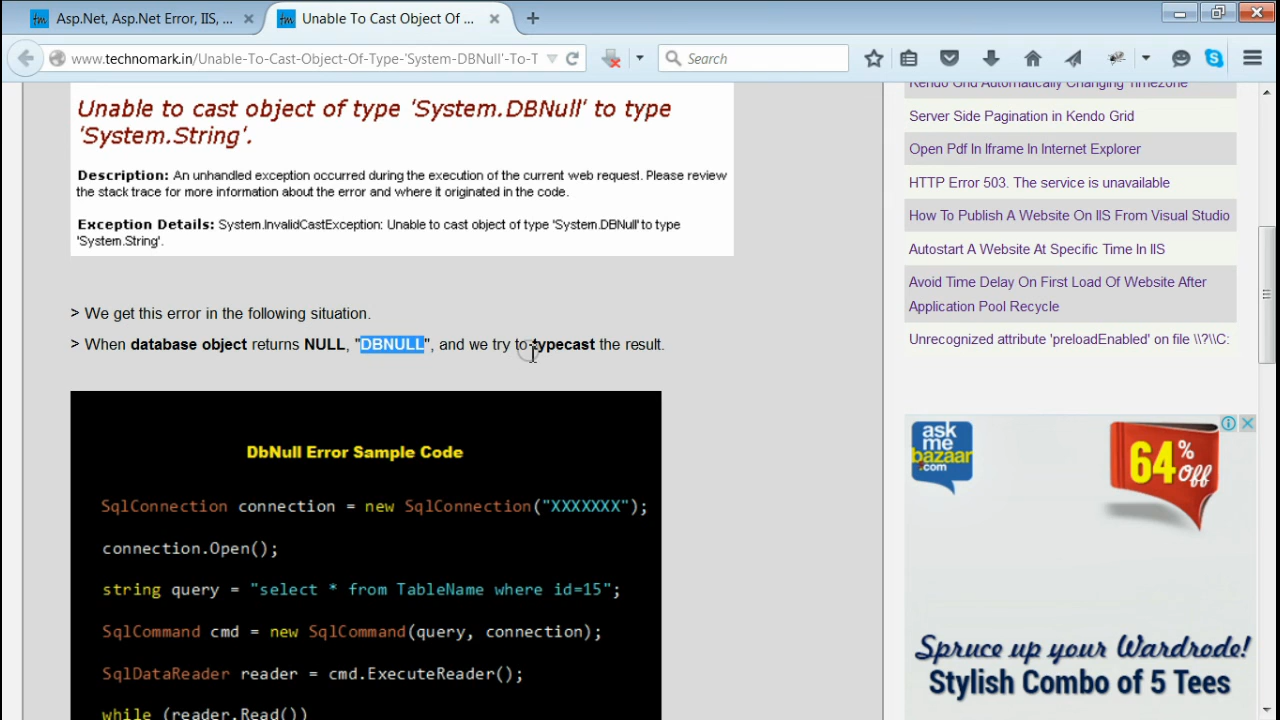 Asp.Net, Asp.Net Error, IIS, ...
Unable To Cast Object Of ...
www.technomark.in/Unable-To-Cast-Object-Of-Type-'System-DBNull'-To-T
Search
Unable to cast object of type 'System.DBNull' to type
'System.String'.
Description: An unhandled exception occurred during the execution of the current web request. Please review
the stack trace for more information about the error and where it originated in the code.
Exception Details: System.InvalidCastException: Unable to cast object of type 'System.DBNull' to type
'System.String'.
> We get this error in the following situation.
> When database object returns NULL, "DBNULL", and we try to typecast the result.
DbNull Error Sample Code
SqlConnection connection = new SqlConnection("XXXXXXX");
connection.Open();
string query = "select * from TableName where id=15";
SqlCommand cmd = new SqlCommand(query, connection);
SqlDataReader reader = cmd.ExecuteReader();
while (reader.Read())
Kendo Grid Automatically Changing Timezone
Server Side Pagination in Kendo Grid
Open Pdf In Iframe In Internet Explorer
HTTP Error 503. The service is unavailable
How To Publish A Website On IIS From Visual Studio
Autostart A Website At Specific Time In IIS
Avoid Time Delay On First Load Of Website After
Application Pool Recycle
Unrecognized attribute 'preloadEnabled' on file \\?\C:
ask
me
bazaar
.com
64% Off
Spruce up your Wardrobe!
Stylish Combo of 5 Tees